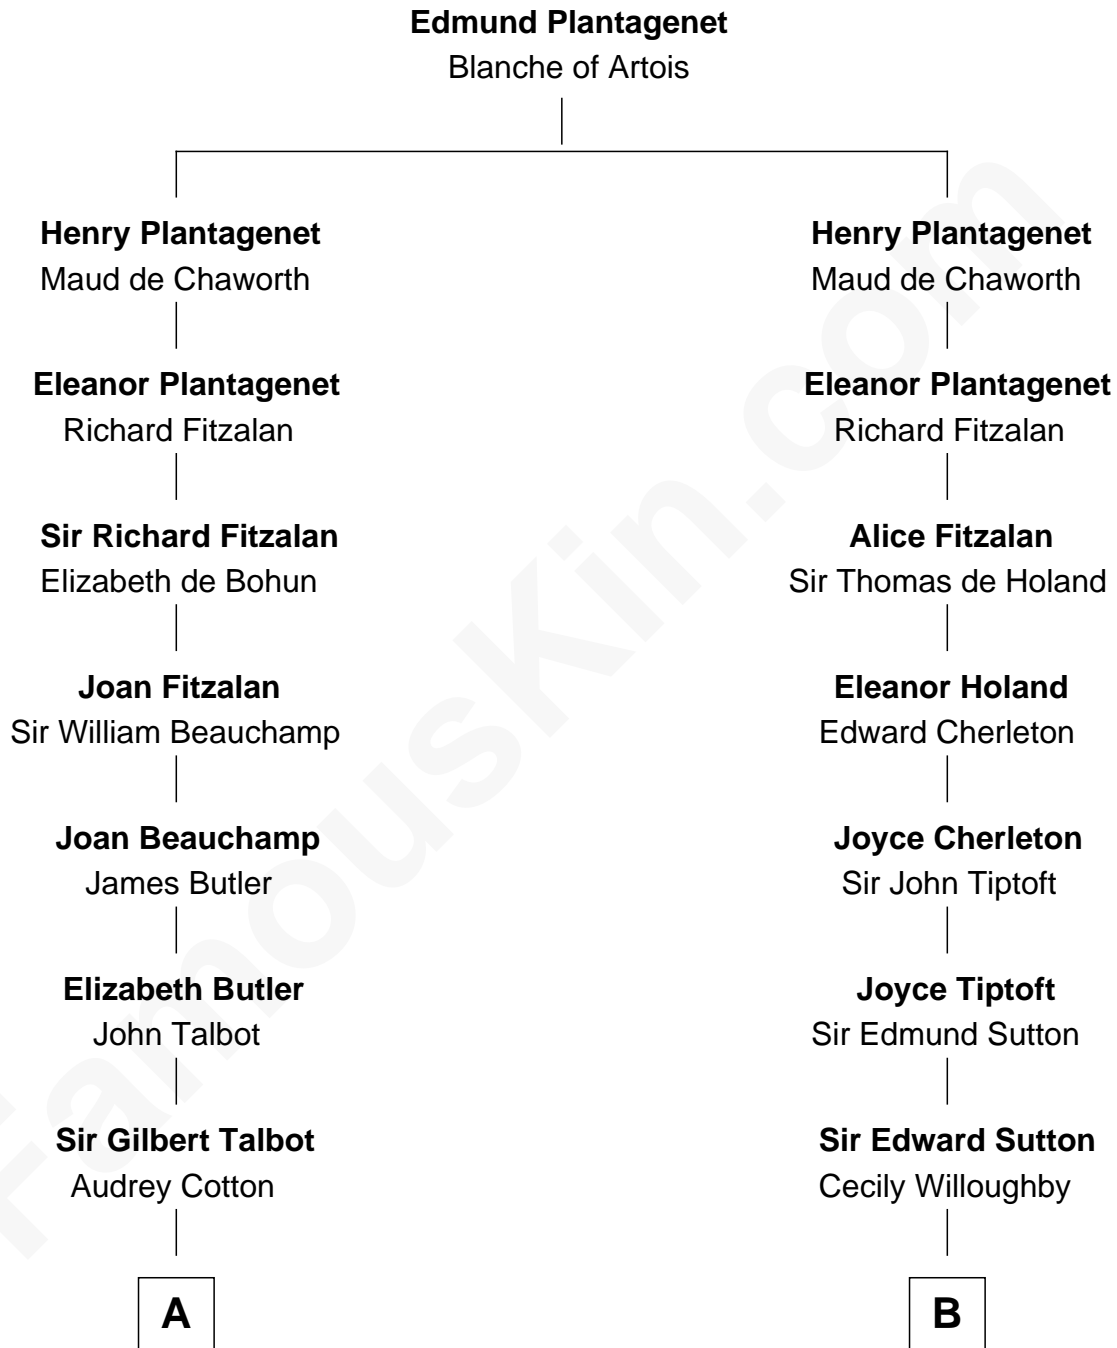 Edmund Plantagenet
Blanche of Artois
Henry Plantagenet
Maud de Chaworth
Henry Plantagenet
Maud de Chaworth
Eleanor Plantagenet
Richard Fitzalan
Eleanor Plantagenet
Richard Fitzalan
Sir Richard Fitzalan
Elizabeth de Bohun
Alice Fitzalan
Sir Thomas de Holand
Joan Fitzalan
Sir William Beauchamp
Eleanor Holand
Edward Cherleton
Joan Beauchamp
James Butler
Joyce Cherleton
Sir John Tiptoft
Elizabeth Butler
John Talbot
Joyce Tiptoft
Sir Edmund Sutton
Sir Gilbert Talbot
Audrey Cotton
Sir Edward Sutton
Cecily Willoughby
A
B
FamousKin.com